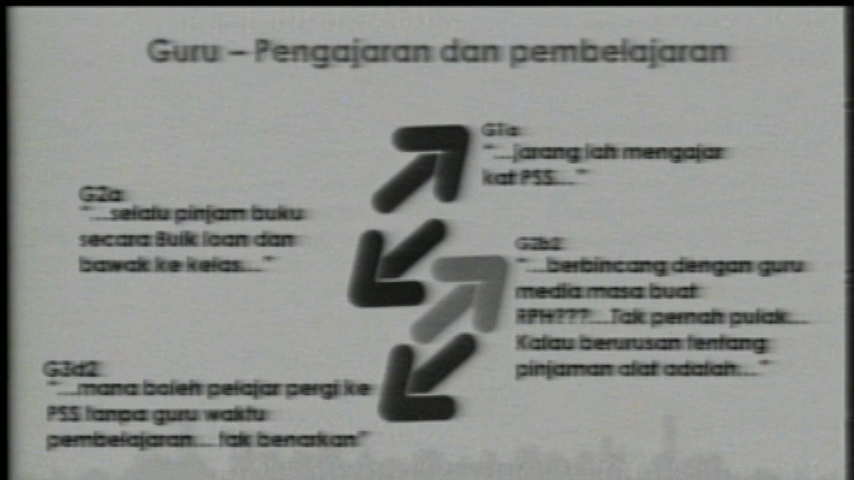 Guru – Pengajaran dan pembelajaran
G1a
"...jarang lah mengajar
kat PSS..."
G2a
"...selalu pinjam buku
secara Bulk loan dan
bawak ke kelas..."
G2b2
"...berbincang dengan guru
media masa buat
RPH???...Tak pernah pulak...
Kalau berurusan tentang
pinjaman alat adalah..."
G3d2
"...mana boleh pelajar pergi ke
PSS tanpa guru waktu
pembelajaran... tak benarkan"